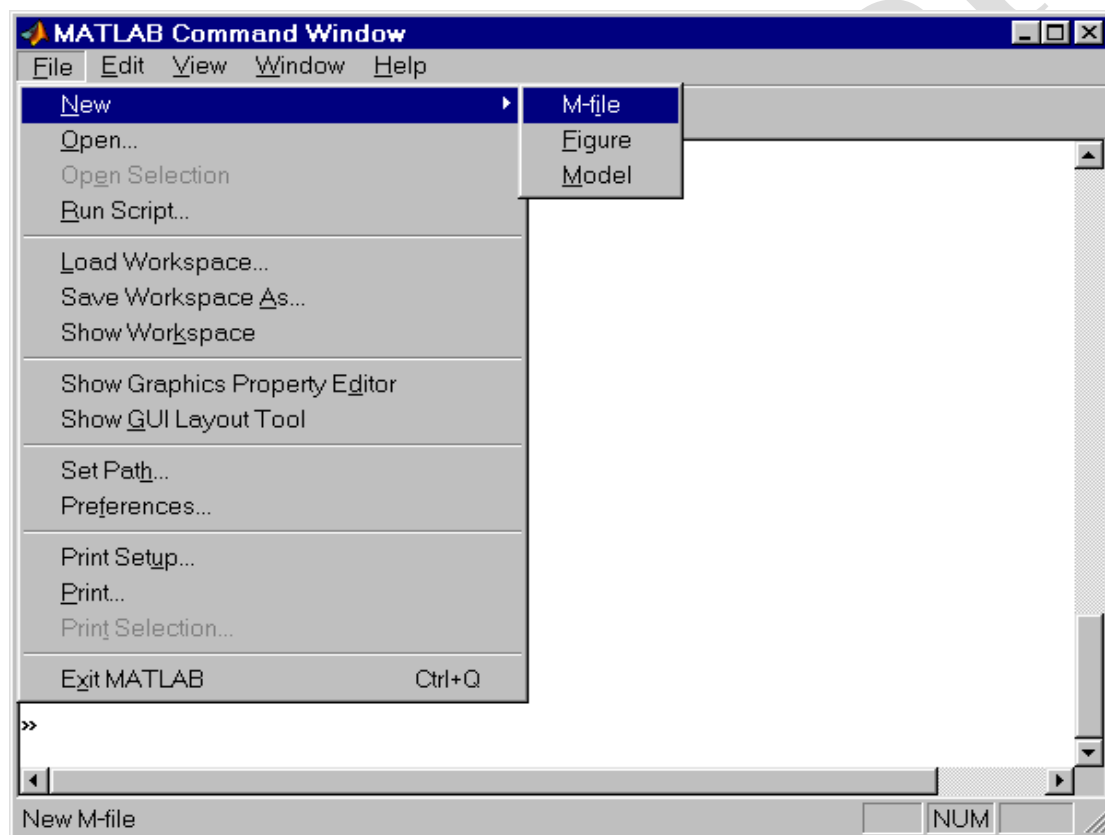 MATLAB Command Window
File Edit View Window Help
New M-file
Open... Figure
Open Selection Model
Run Script...
Load Workspace...
Save Workspace As...
Show Workspace
Show Graphics Property Editor
Show GUI Layout Tool
Set Path...
Preferences...
Print Setup...
Print...
Print Selection...
Exit MATLAB Ctrl+Q
»
New M-file NUM